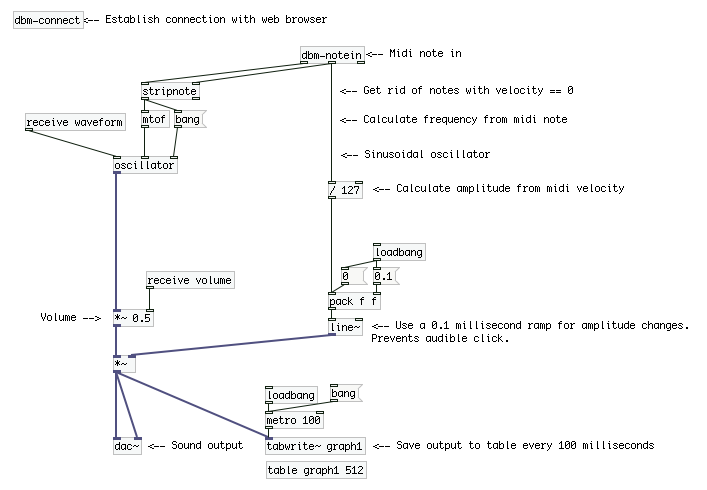 dbm-connect <-- Establish connection with web browser
dbm-notein <-- Midi note in
stripnote <-- Get rid of notes with velocity == 0
receive waveform mtof bang <-- Calculate frequency from midi note
oscillator <-- Sinusoidal oscillator
/ 127 <-- Calculate amplitude from midi velocity
loadbang
receive volume 0 0.1
pack f f
Volume --> *~ 0.5
line~ <-- Use a 0.1 millisecond ramp for amplitude changes.
Prevents audible click.
*~
loadbang bang
metro 100
dac~ <-- Sound output tabwrite~ graph1 <-- Save output to table every 100 milliseconds
table graph1 512